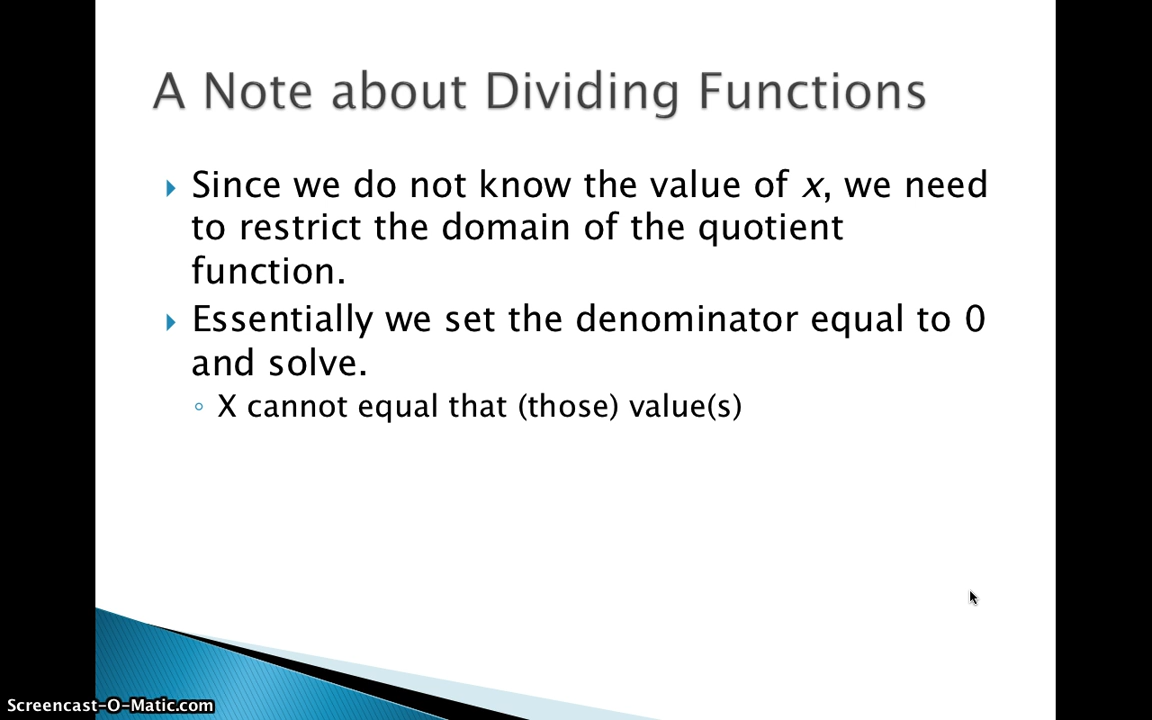 A Note about Dividing Functions
Since we do not know the value of x, we need
to restrict the domain of the quotient
function.
Essentially we set the denominator equal to 0
and solve.
X cannot equal that (those) value(s)
Screencast-O-Matic.com